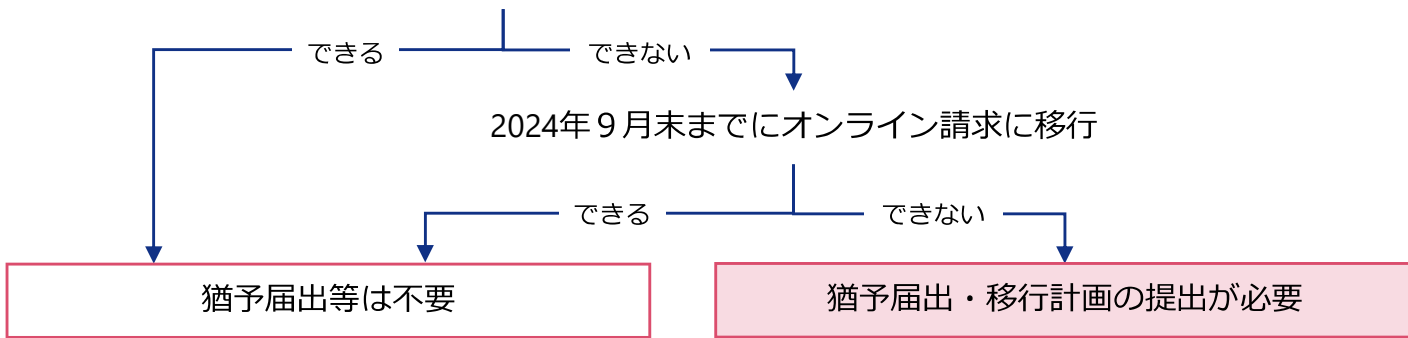 できる
できない
2024年９月末までにオンライン請求に移行
できる
できない
猶予届出等は不要
猶予届出・移行計画の提出が必要